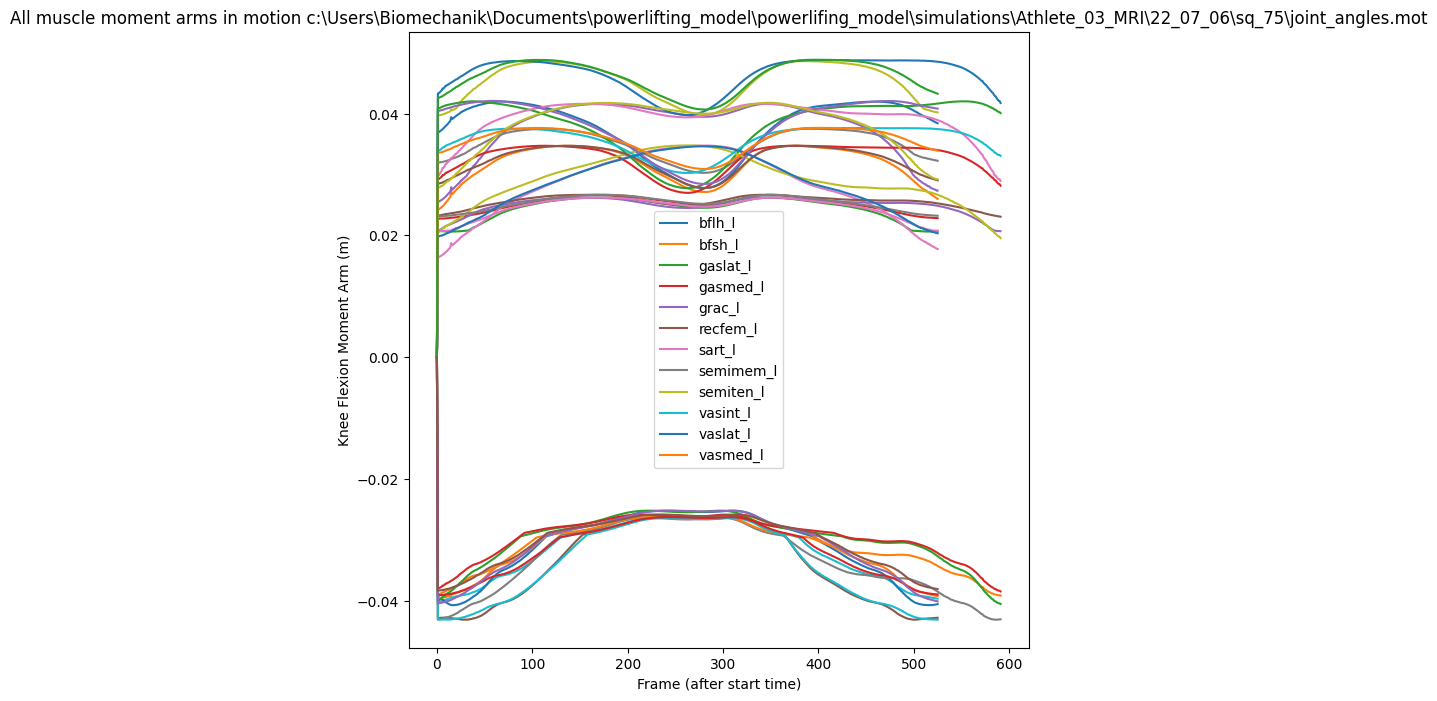 All muscle moment arms in motion c:\Users\Biomechanik\Documents\powerlifting_model\powerlifing_model\simulations\Athlete_03_MRI\22_07_06\sq_75\joint_angles.mot
Knee Flexion Moment Arm (m)
0.04
0.02
0.00
−0.02
−0.04
bflh_l
bfsh_l
gaslat_l
gasmed_l
grac_l
recfem_l
sart_l
semimem_l
semiten_l
vasint_l
vaslat_l
vasmed_l
0 100 200 300 400 500 600
Frame (after start time)